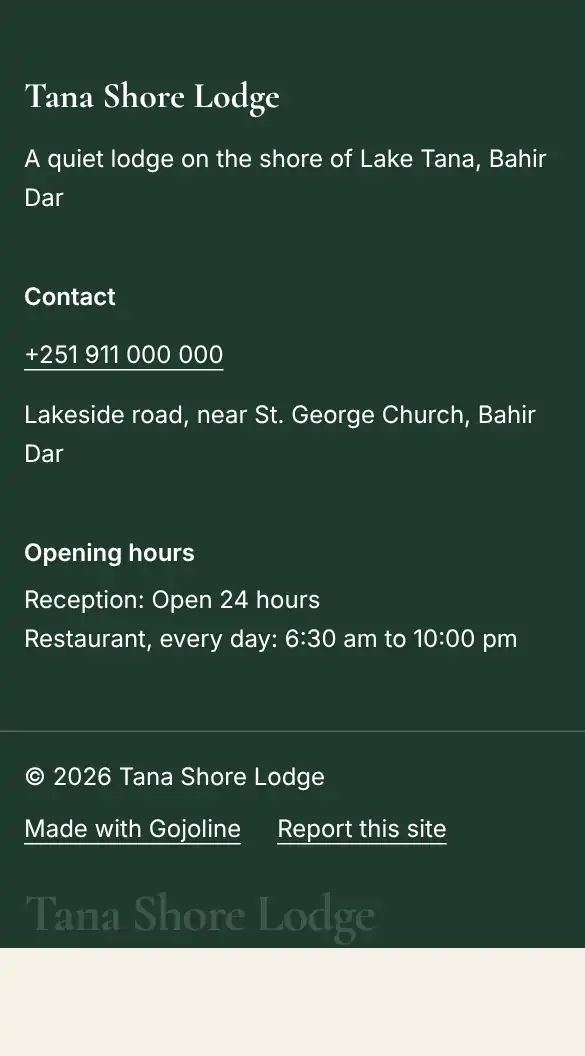 Tana Shore Lodge
A quiet lodge on the shore of Lake Tana, Bahir
Dar
Contact
+251 911 000 000
Lakeside road, near St. George Church, Bahir
Dar
Opening hours
Reception: Open 24 hours
Restaurant, every day: 6:30 am to 10:00 pm
© 2026 Tana Shore Lodge
Made with Gojoline Report this site
Tana Shore Lodge